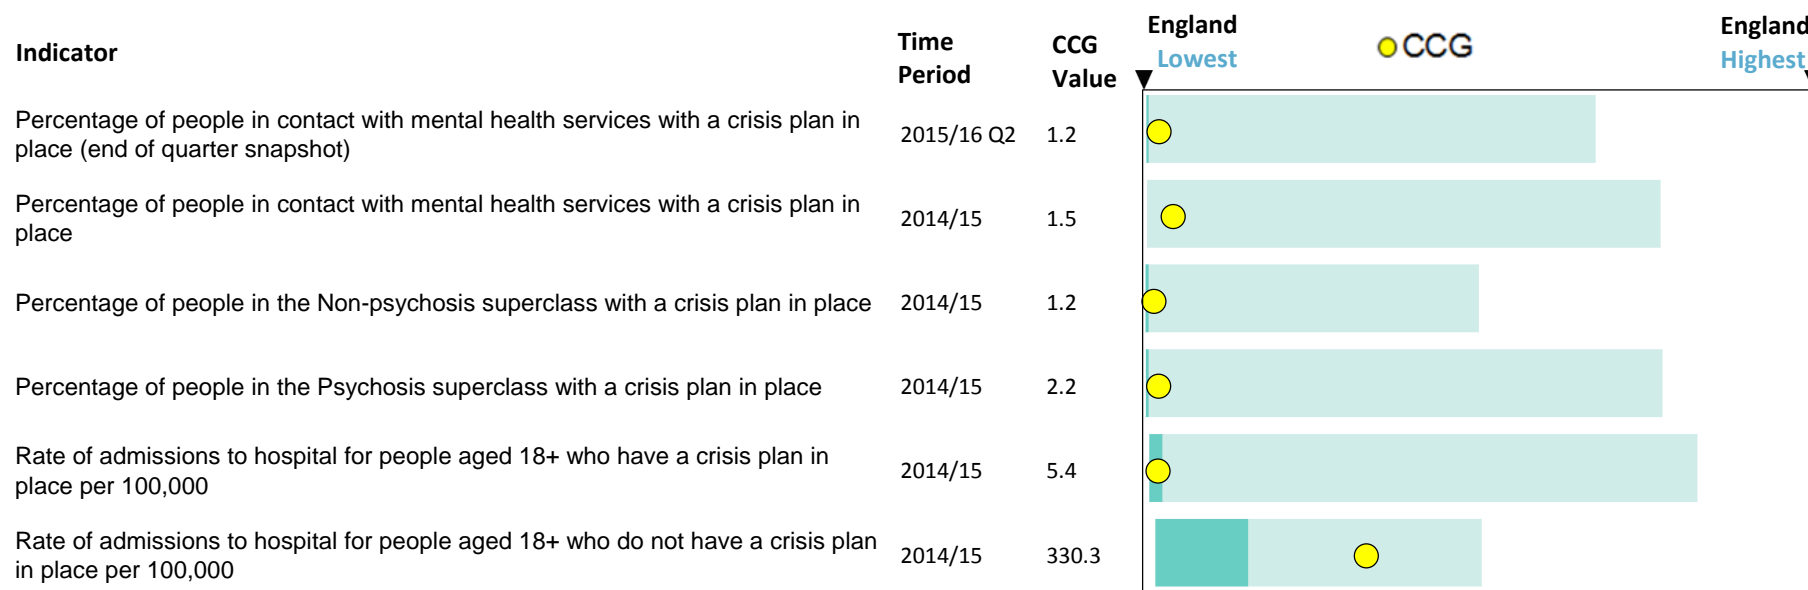 Indicator
Time
Period
CCG
Value
England
Lowest
CCG
England
Highest
Percentage of people in contact with mental health services with a crisis plan in
place (end of quarter snapshot)
2015/16 Q2
1.2
Percentage of people in contact with mental health services with a crisis plan in
place
2014/15
1.5
Percentage of people in the Non-psychosis superclass with a crisis plan in place
2014/15
1.2
Percentage of people in the Psychosis superclass with a crisis plan in place
2014/15
2.2
Rate of admissions to hospital for people aged 18+ who have a crisis plan in
place per 100,000
2014/15
5.4
Rate of admissions to hospital for people aged 18+ who do not have a crisis plan
in place per 100,000
2014/15
330.3